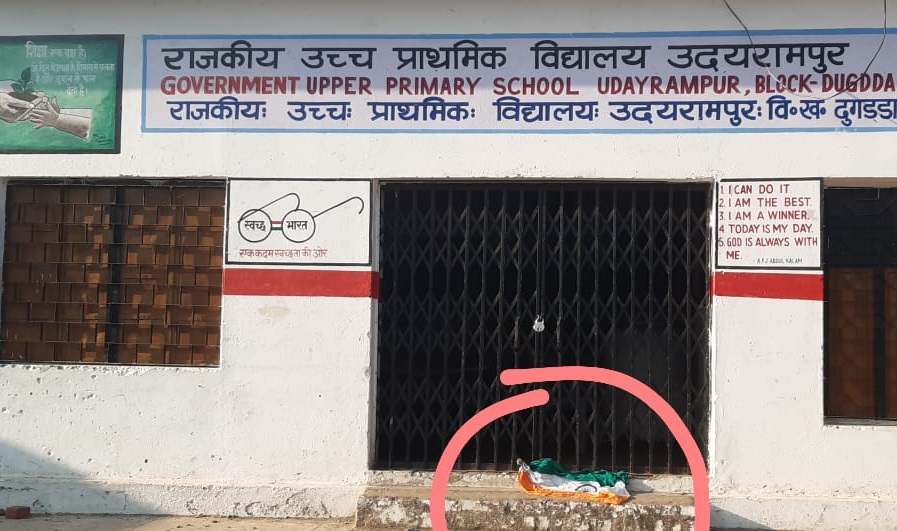 शिक्षा एक वृक्ष है।
राजकीय उच्च प्राथमिक विद्यालय उदयरामपुर
GOVERNMENT UPPER PRIMARY SCHOOL UDAYRAMPUR, BLOCK-DUGDDA
राजकीयः उच्चः प्राथमिकः विद्यालयः उदयरामपुरः वि॰ख॰ दुगड्डा
स्वच्छ भारत
एक कदम स्वच्छता की ओर
1. I CAN DO IT
2. I AM THE BEST.
3. I AM A WINNER.
4. TODAY IS MY DAY.
5. GOD IS ALWAYS WITH
ME.
- A.P.J ABDUL KALAM